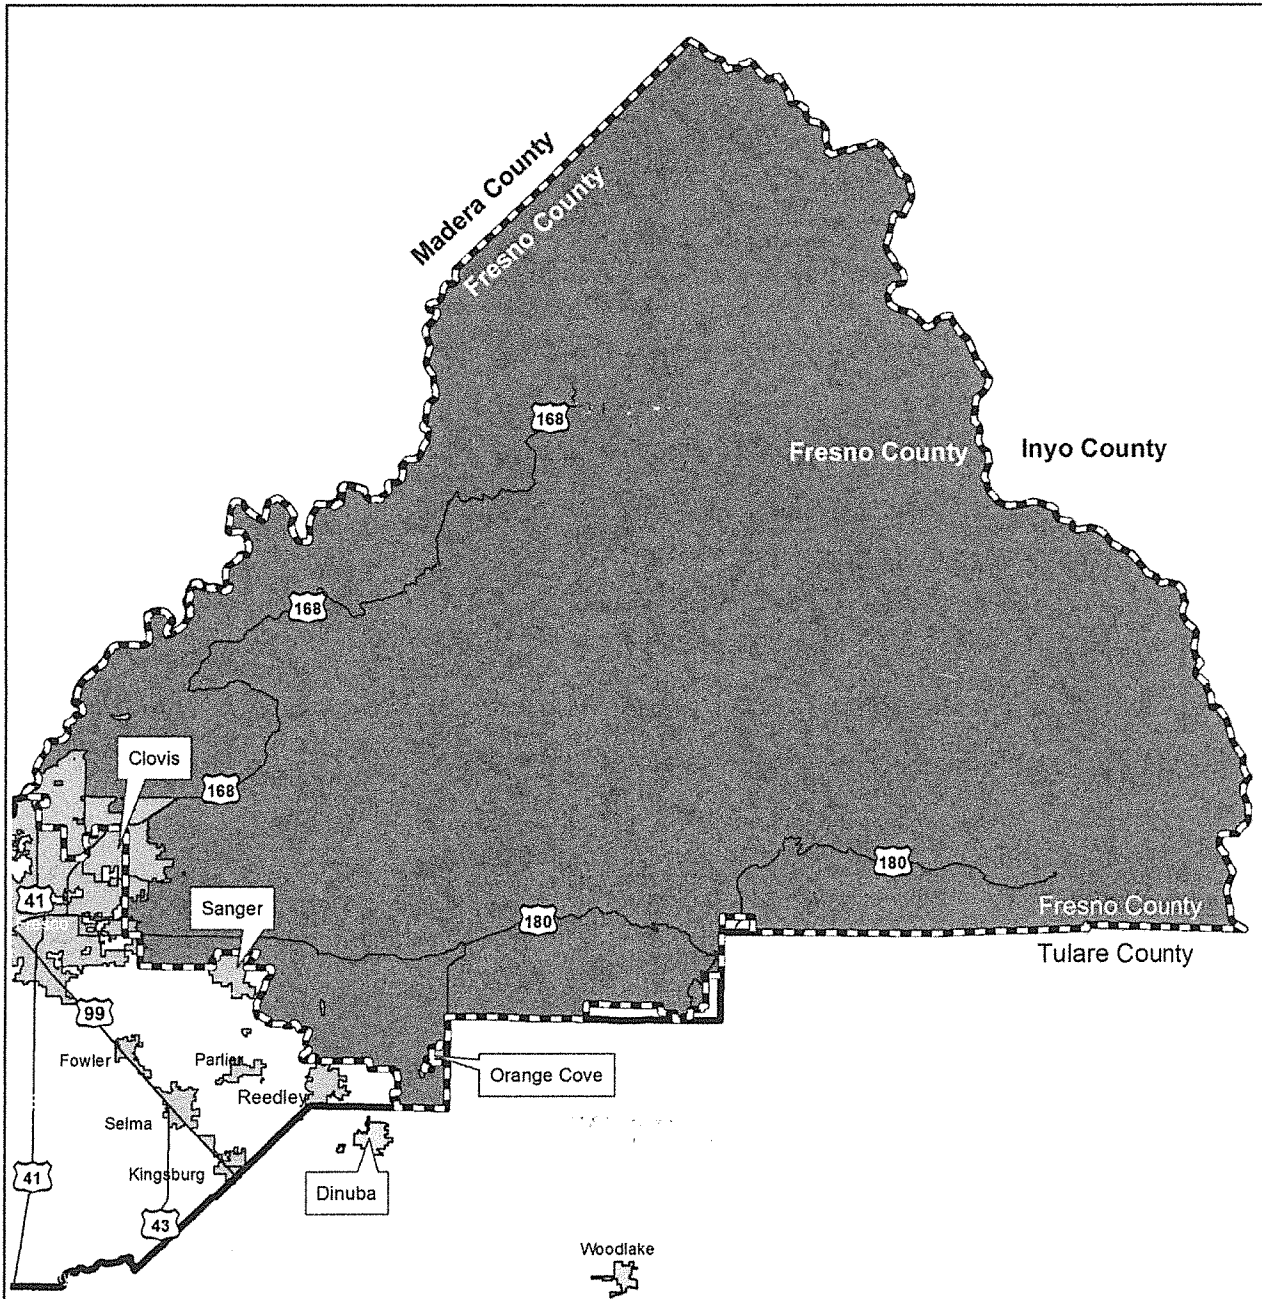 Madera County
Fresno County
168
Fresno County
Inyo County
168
Clovis
168
180
41
Sanger
Fresno
180
Fresno County
Tulare County
99
Fowler
Parlier
Orange Cove
Reedley
Selma
Kingsburg
41
Dinuba
43
Woodlake